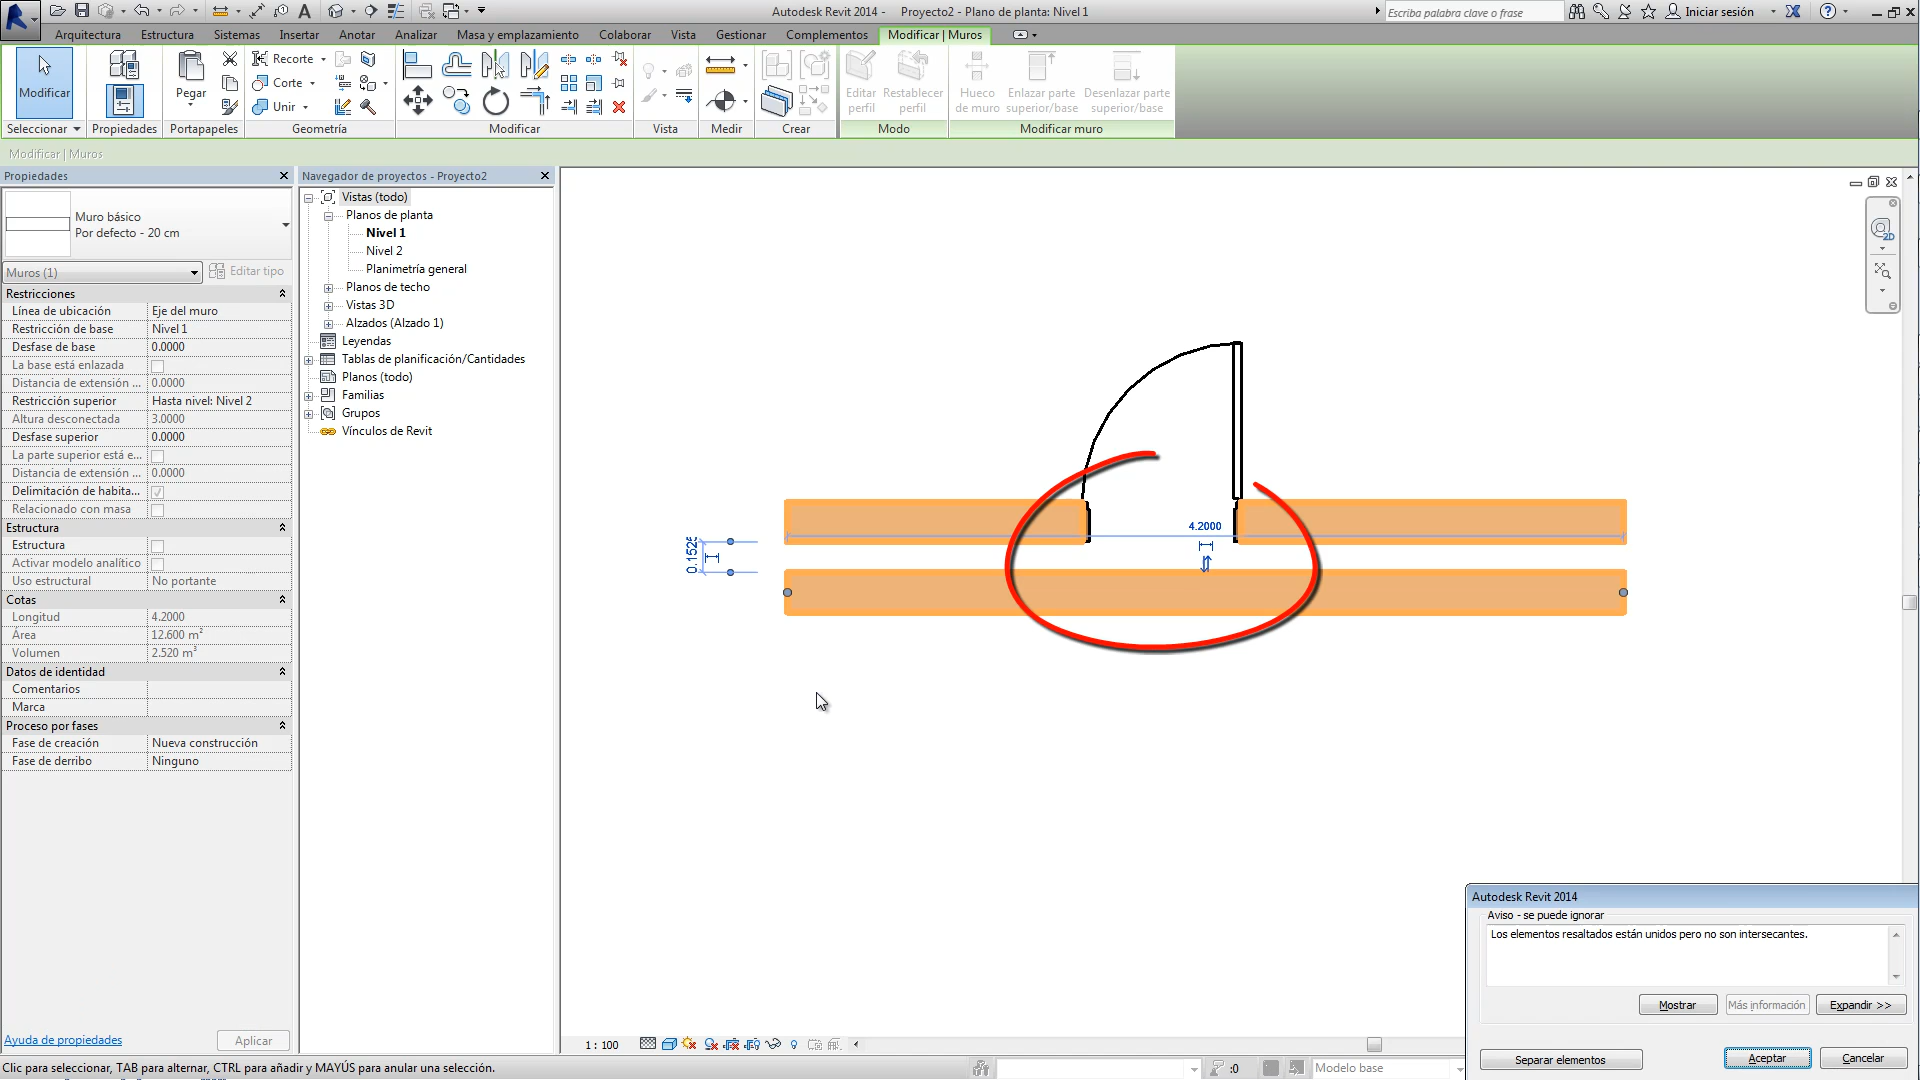 Autodesk Revit 2014 - Proyecto2 - Plano de planta: Nivel 1
Escriba palabra clave o frase
Iniciar sesión
Arquitectura Estructura Sistemas Insertar Anotar Analizar Masa y emplazamiento Colaborar Vista Gestionar Complementos Modificar | Muros
Modificar
Pegar
Recorte
Corte
Unir
Editar perfil
Restablecer perfil
Hueco de muro
Enlazar parte superior/base
Desenlazar parte superior/base
Seleccionar Propiedades Portapapeles Geometría Modificar Vista Medir Crear Modo Modificar muro
Modificar | Muros
Propiedades
Muro básico
Por defecto - 20 cm
Muros (1) Editar tipo
Restricciones
Línea de ubicación Eje del muro
Restricción de base Nivel 1
Desfase de base 0.0000
La base está enlazada
Distancia de extensión ... 0.0000
Restricción superior Hasta nivel: Nivel 2
Altura desconectada 3.0000
Desfase superior 0.0000
La parte superior está e...
Distancia de extensión ... 0.0000
Delimitación de habita...
Relacionado con masa
Estructura
Estructura
Activar modelo analítico
Uso estructural No portante
Cotas
Longitud 4.2000
Área 12.600 m²
Volumen 2.520 m³
Datos de identidad
Comentarios
Marca
Proceso por fases
Fase de creación Nueva construcción
Fase de derribo Ninguno
Ayuda de propiedades Aplicar
Navegador de proyectos - Proyecto2
Vistas (todo)
Planos de planta
Nivel 1
Nivel 2
Planimetría general
Planos de techo
Vistas 3D
Alzados (Alzado 1)
Leyendas
Tablas de planificación/Cantidades
Planos (todo)
Familias
Grupos
Vínculos de Revit
2D
4.2000
0.1525
1 : 100
Autodesk Revit 2014
Aviso - se puede ignorar
Los elementos resaltados están unidos pero no son intersecantes.
Mostrar Más información Expandir >>
Separar elementos Aceptar Cancelar
Clic para seleccionar, TAB para alternar, CTRL para añadir y MAYÚS para anular una selección.
:0
Modelo base